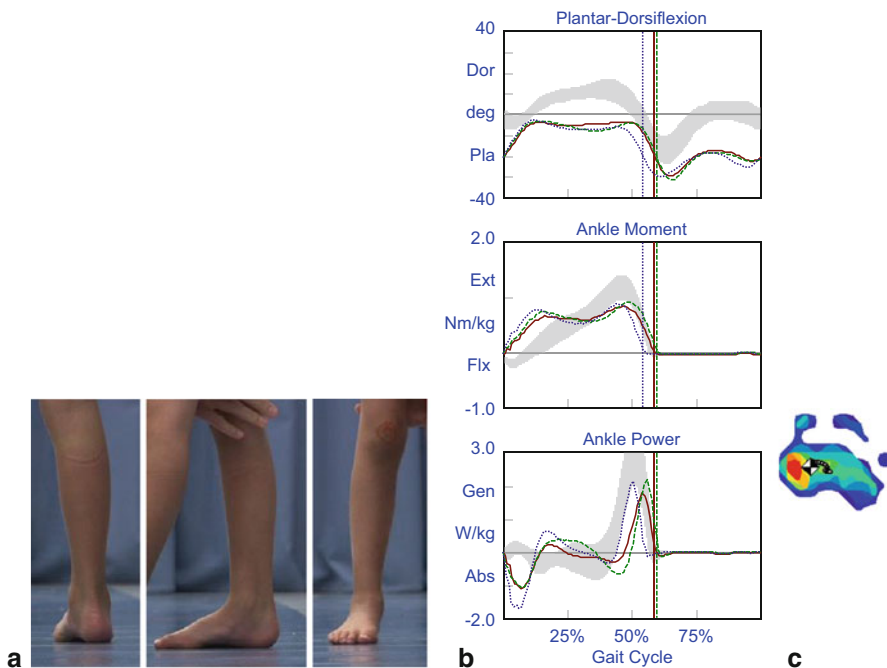 Plantar-Dorsiflexion
40
Dor
deg
Pla
-40
Ankle Moment
2.0
Ext
Nm/kg
Flx
-1.0
Ankle Power
3.0
Gen
W/kg
Abs
-2.0
25% 50% 75%
Gait Cycle
a b c